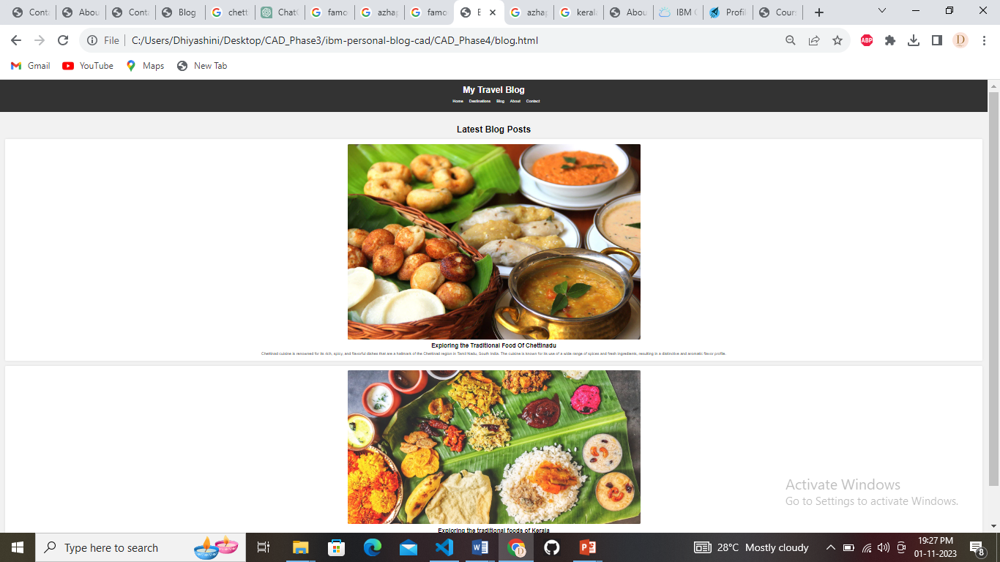 Conta
Abou
Conta
Blog
chett
ChatG
famo
azhap
famo
B
azhap
kerala
Abou
IBM C
Profil
Cours
File
C:/Users/Dhiyashini/Desktop/CAD_Phase3/ibm-personal-blog-cad/CAD_Phase4/blog.html
ABP
D
Gmail
YouTube
Maps
New Tab
My Travel Blog
Home Destinations Blog About Contact
Latest Blog Posts
Exploring the Traditional Food Of Chettinadu
Chettinad cuisine is renowned for its rich, spicy, and flavorful dishes that are a hallmark of the Chettinad region in Tamil Nadu, South India. The cuisine is known for its use of a wide range of spices and fresh ingredients, resulting in a distinctive and aromatic flavor profile.
Exploring the traditional foods of Kerala
Activate Windows
Go to Settings to activate Windows.
Type here to search
28°C Mostly cloudy
19:27 PM
01-11-2023
8